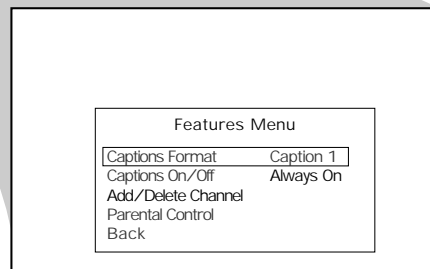 Features Menu
Captions Format Caption 1
Captions On/Off Always On
Add/Delete Channel
Parental Control
Back